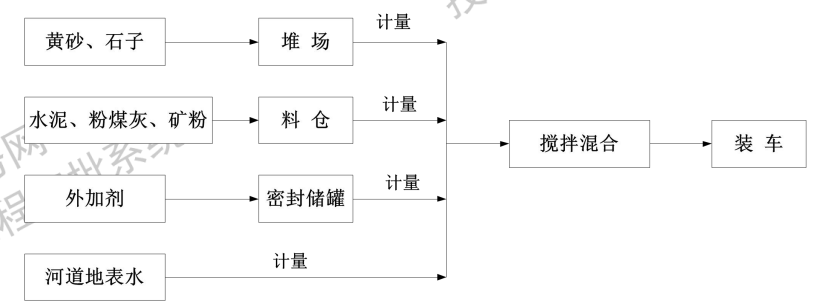 计量
黄砂、石子
堆 场
计量
水泥、粉煤灰、矿粉
料 仓
搅拌混合
装 车
计量
外加剂
密封储罐
计量
河道地表水